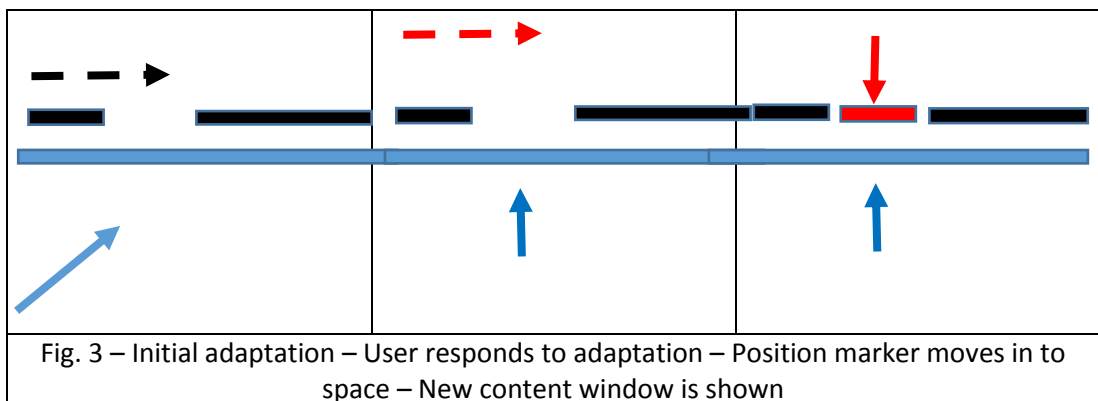 Fig. 3 – Initial adaptation – User responds to adaptation – Position marker moves in to
space – New content window is shown